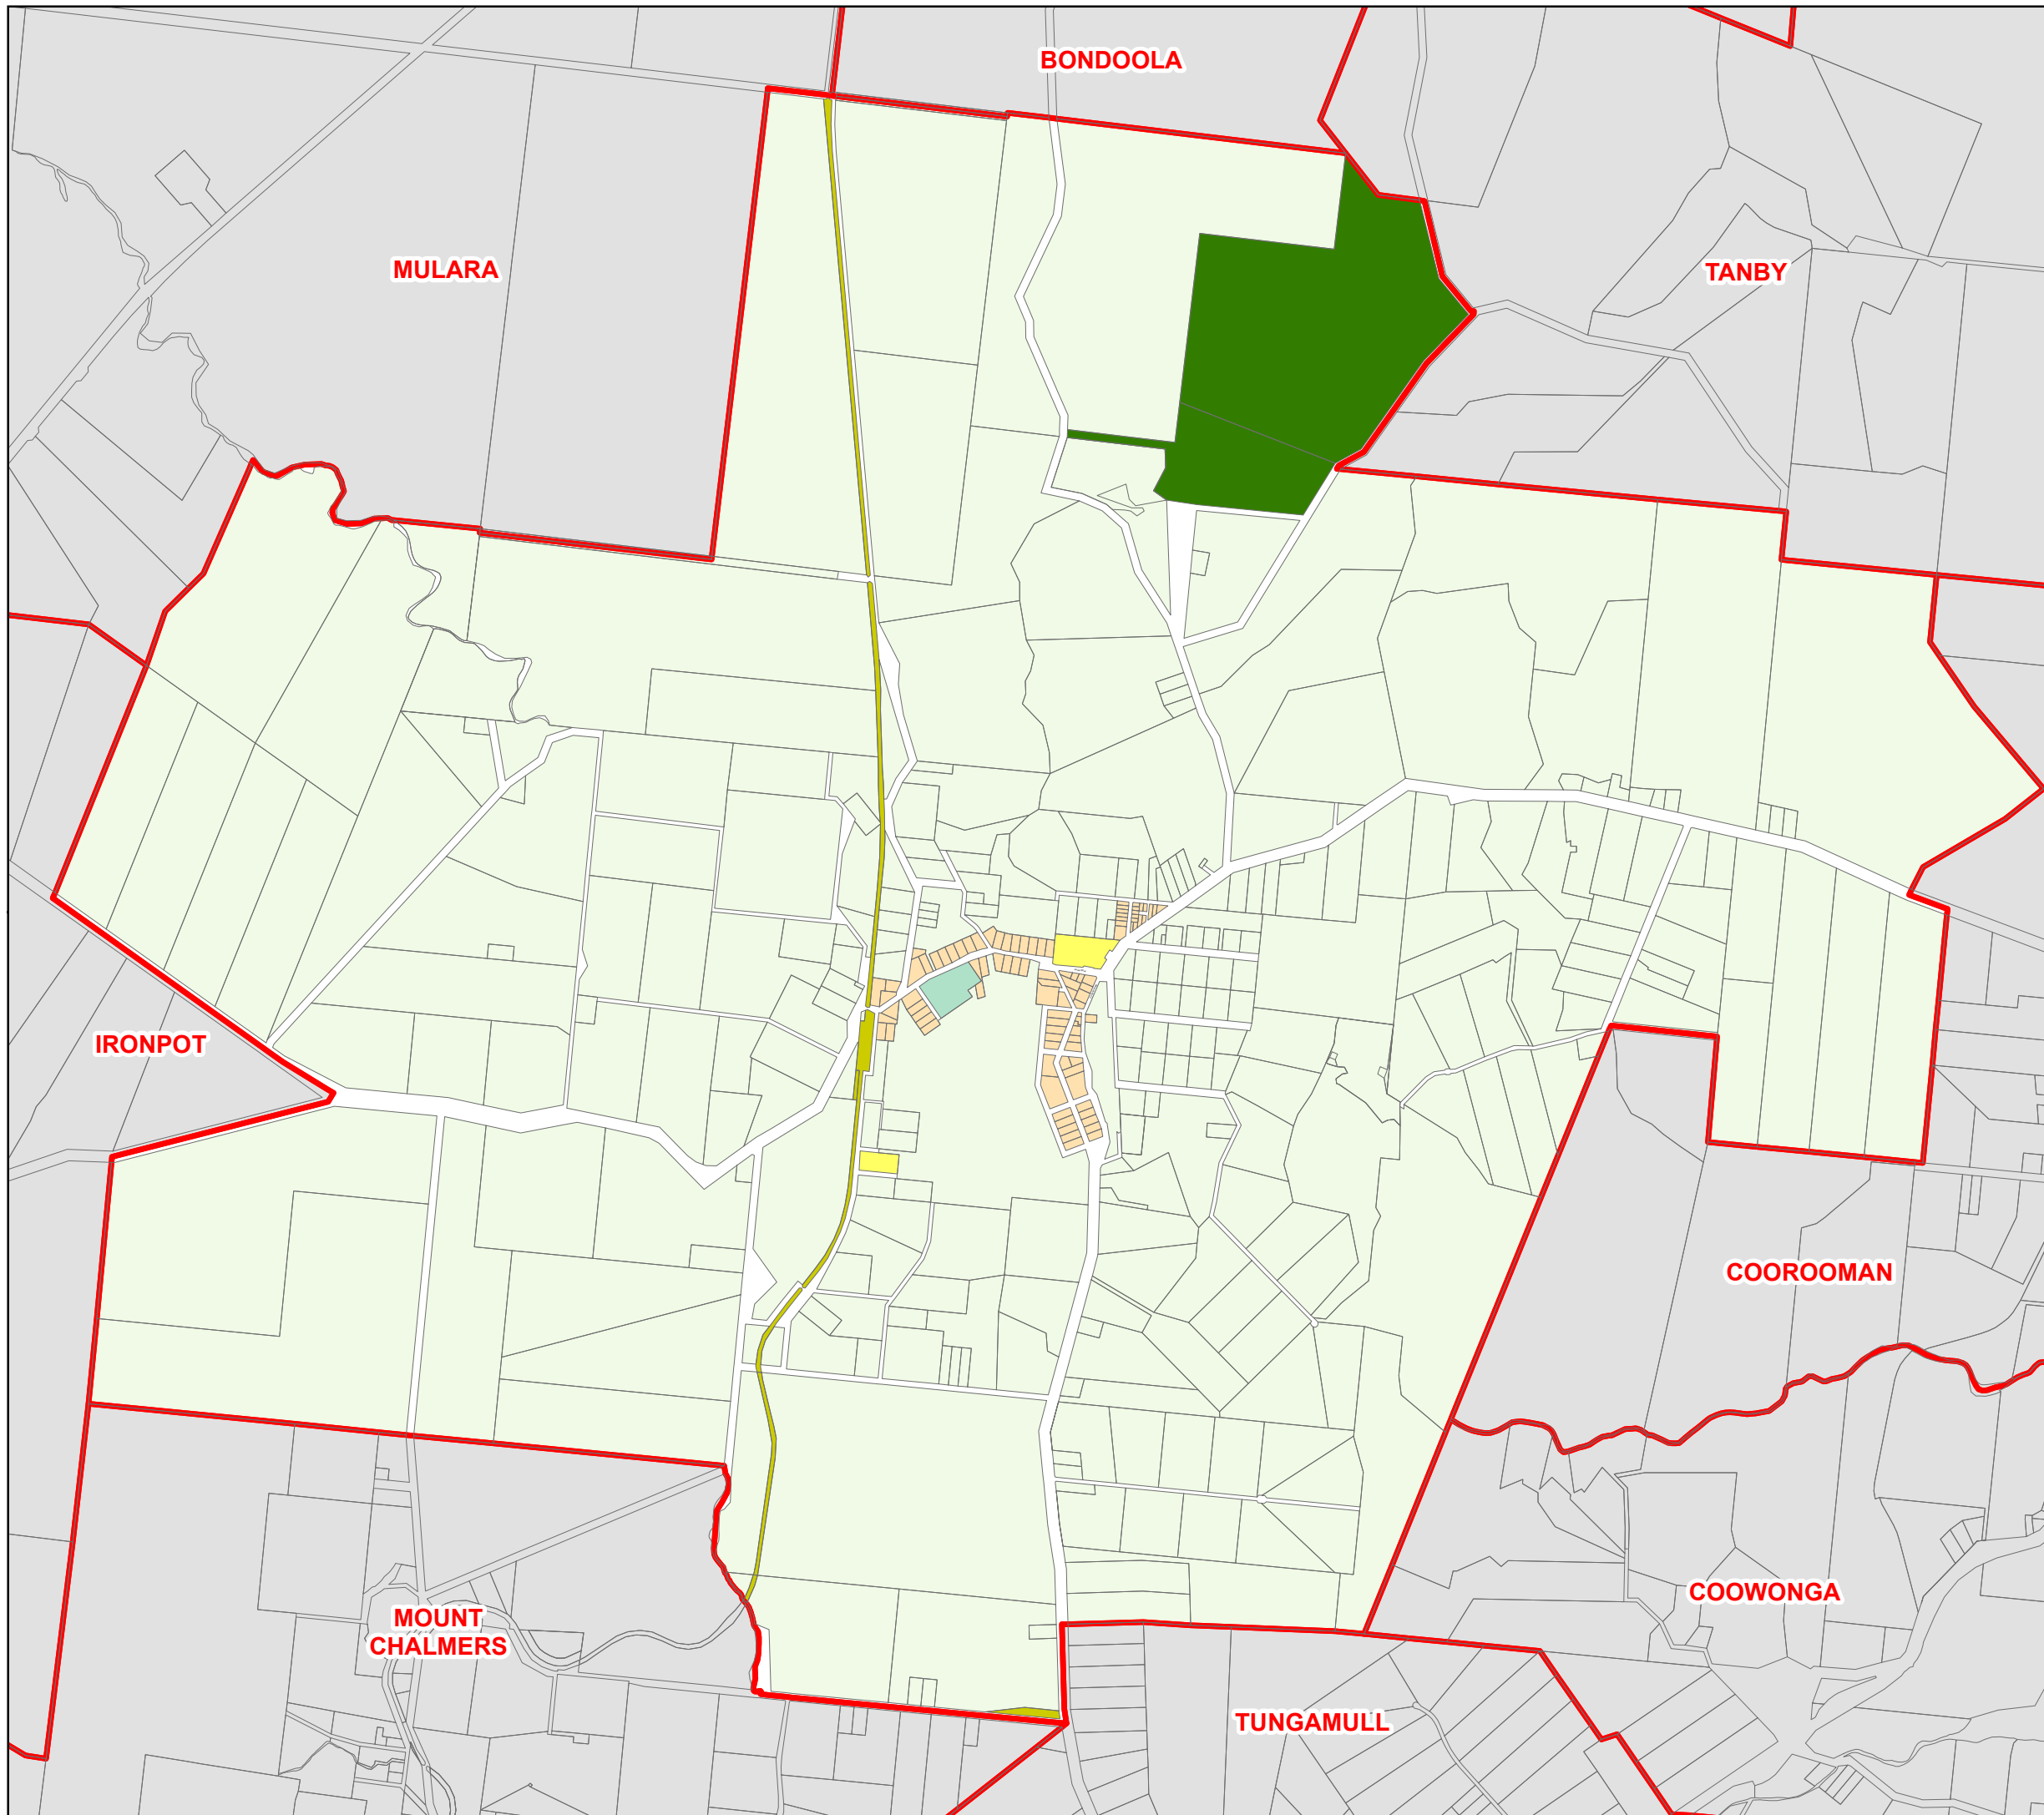 BONDOOLA
MULARA
TANBY
IRONPOT
COOROOMAN
COOWONGA
MOUNT
CHALMERS
TUNGAMULL